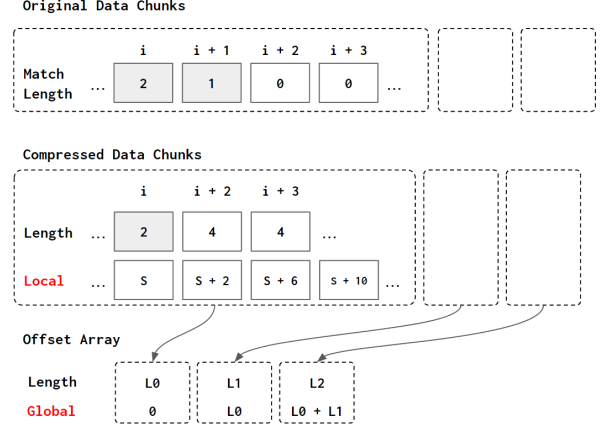 Original Data Chunks
i i + 1 i + 2 i + 3
Match
Length
... 2 1 0 0 ...
Compressed Data Chunks
i i + 2 i + 3
Length ... 2 4 4 ...
Local ... S S + 2 S + 6 S + 10 ...
Offset Array
Length L0 L1 L2
Global 0 L0 L0 + L1